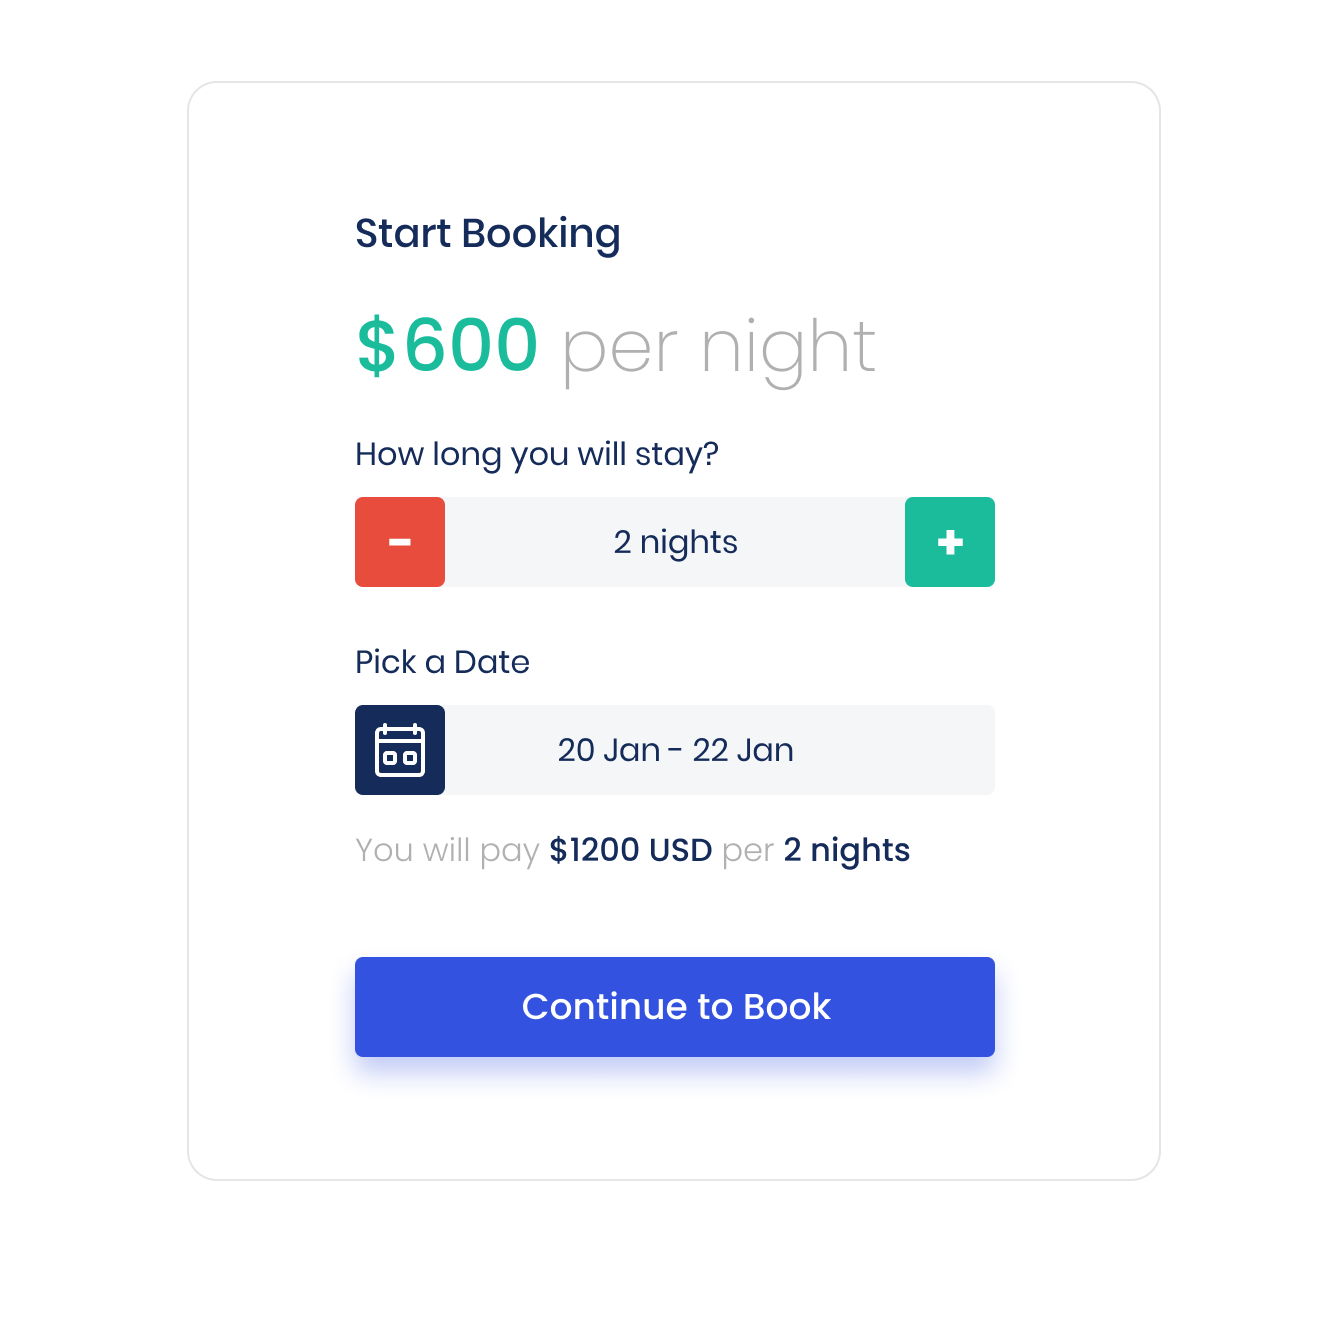 Start Booking
$600 per night
How long you will stay?
- 2 nights +
Pick a Date
20 Jan - 22 Jan
You will pay $1200 USD per 2 nights
Continue to Book